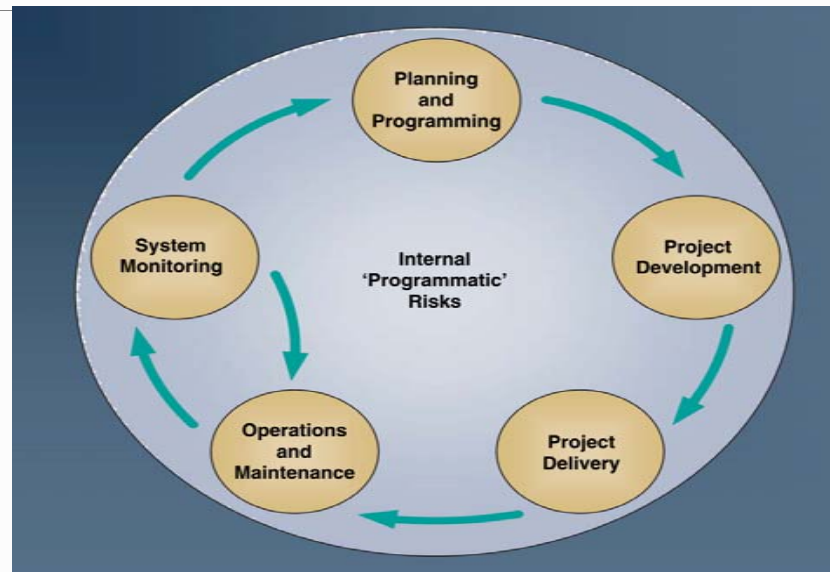 Planning
and
Programming
System
Monitoring
Internal
‘Programmatic’
Risks
Project
Development
Operations
and
Maintenance
Project
Delivery